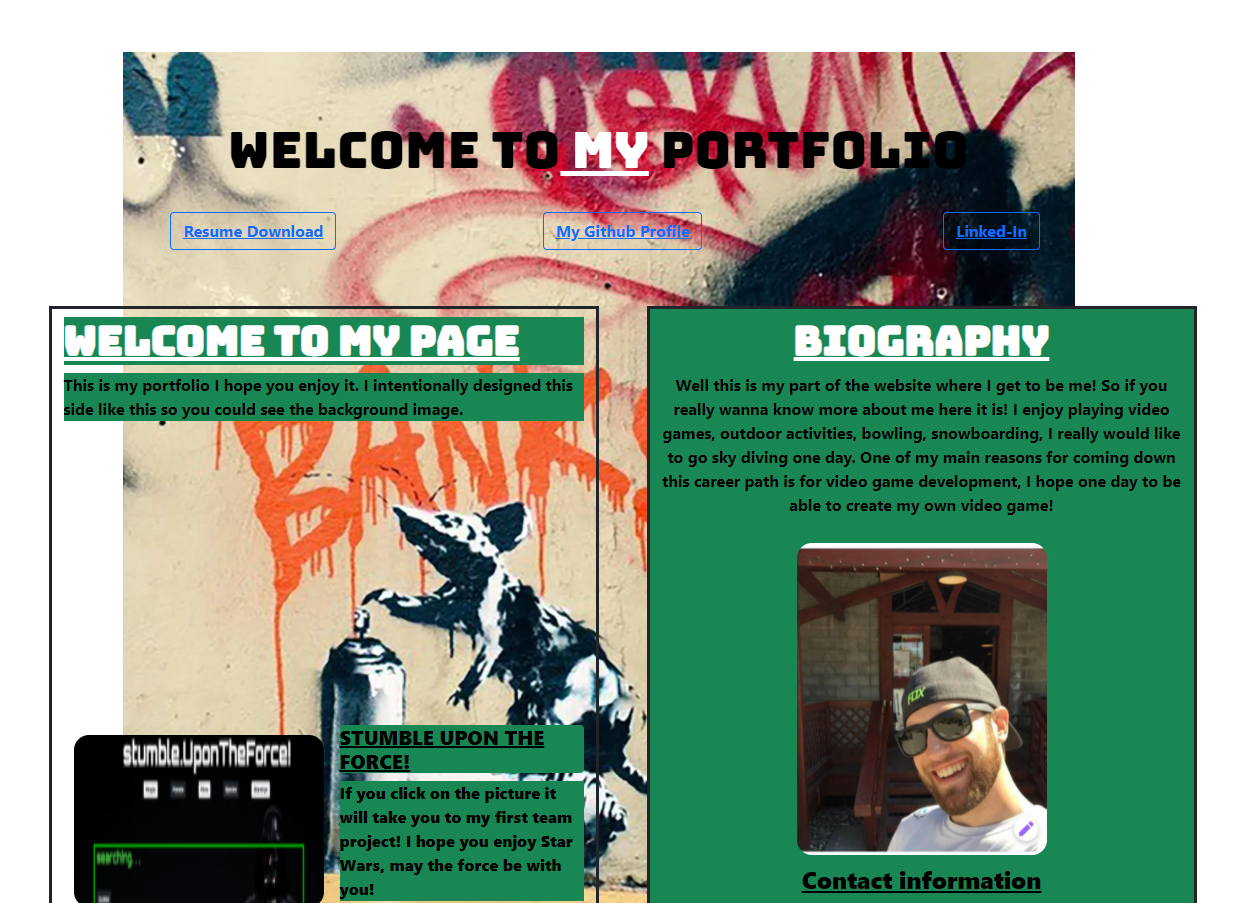 WELCOME TO MY PORTFOLIO
Resume Download
My Github Profile
Linked-In
WELCOME TO MY PAGE
This is my portfolio I hope you enjoy it. I intentionally designed this
side like this so you could see the background image.
BANKS
stumble.UponTheForce!
searching...
STUMBLE UPON THE
FORCE!
If you click on the picture it
will take you to my first team
project! I hope you enjoy Star
Wars, may the force be with
you!
BIOGRAPHY
Well this is my part of the website where I get to be me! So if you
really wanna know more about me here it is! I enjoy playing video
games, outdoor activities, bowling, snowboarding, I really would like
to go sky diving one day. One of my main reasons for coming down
this career path is for video game development, I hope one day to be
able to create my own video game!
FLIX
Contact information